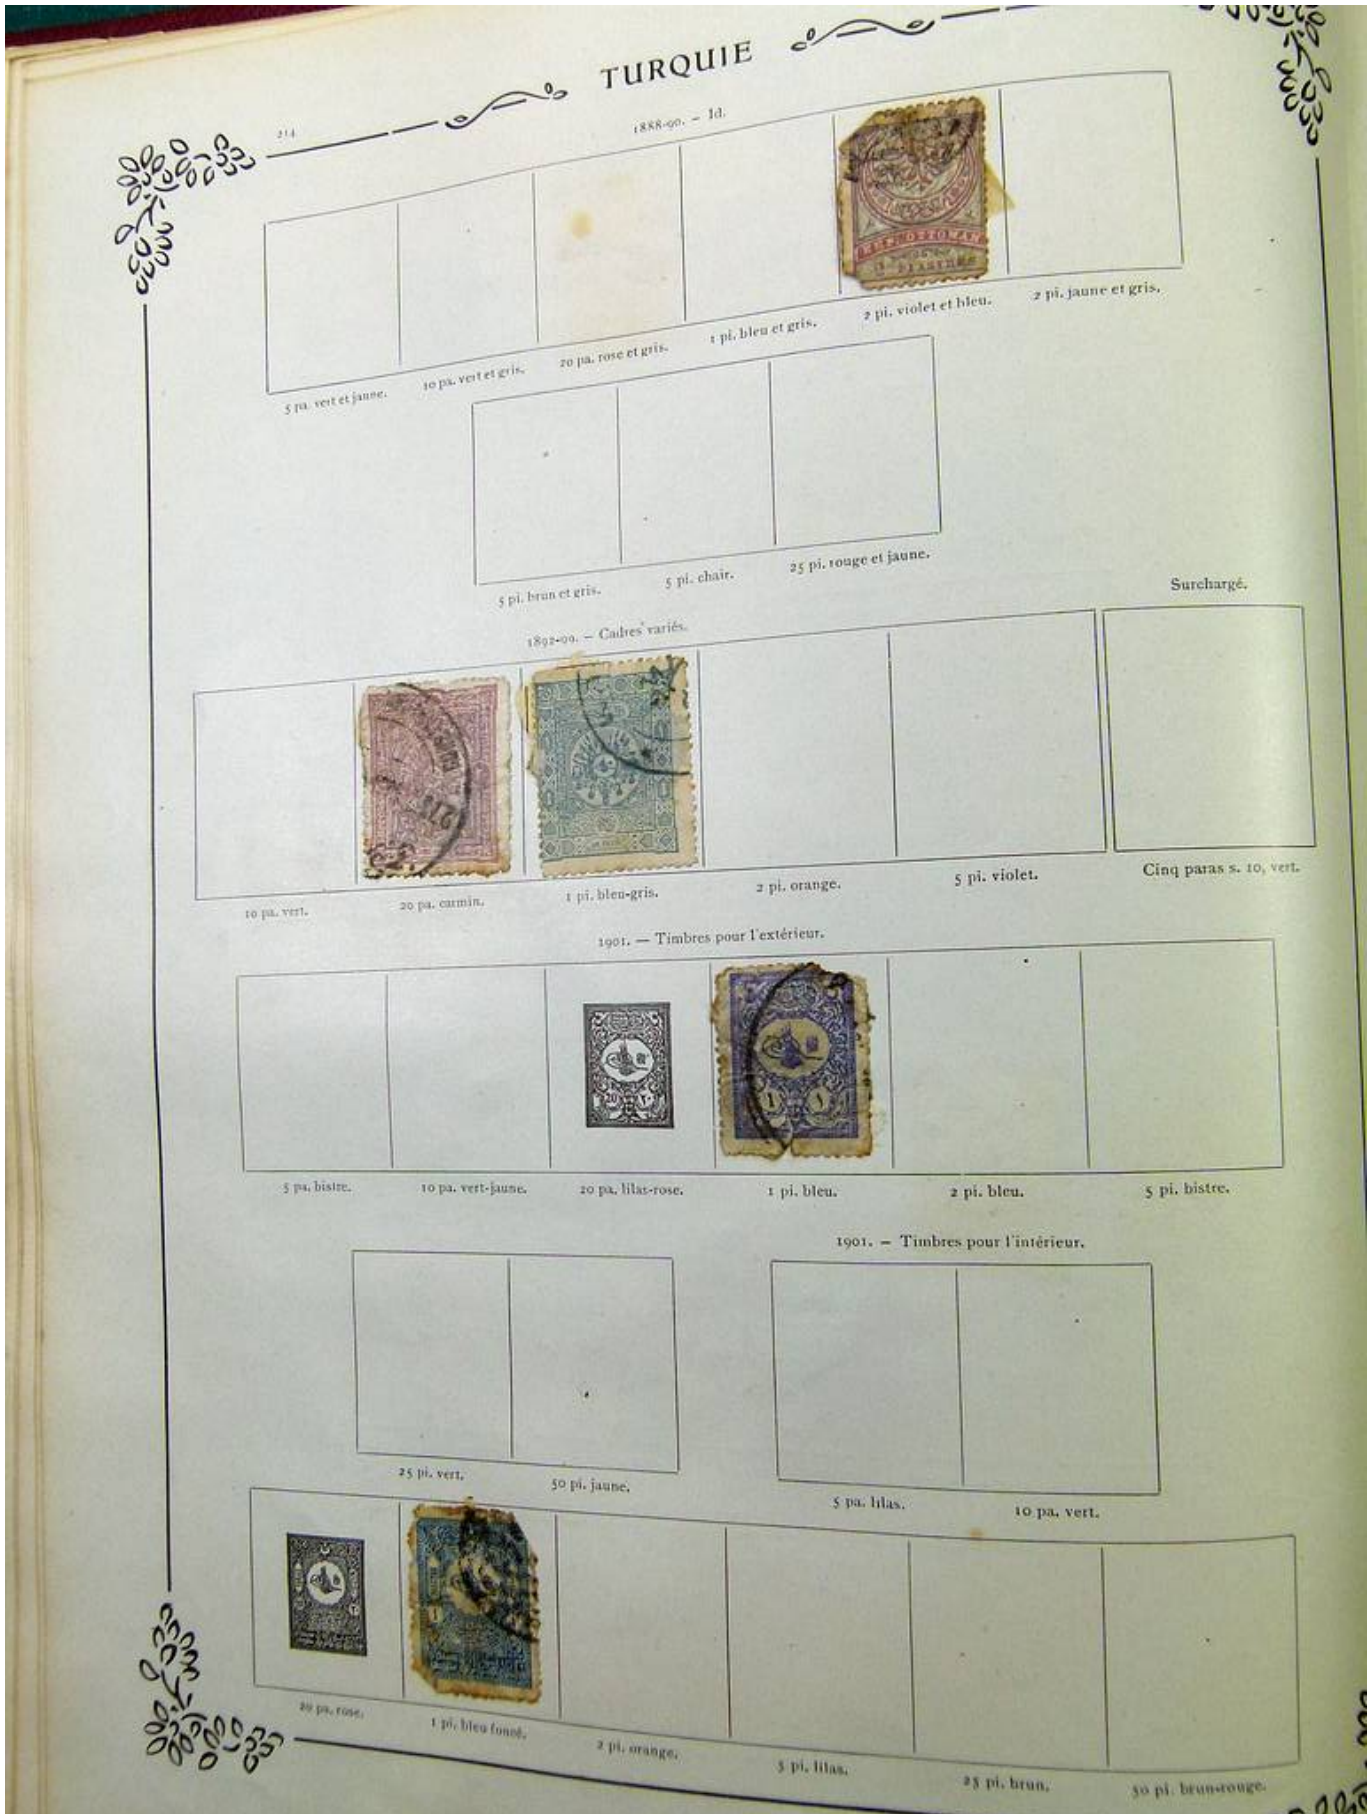 TURQUIE
214
1888-90. — Id.
EMP. OTTOMAN
5 pa. vert et jaune.
10 pa. vert et gris.
20 pa. rose et gris.
1 pi. bleu et gris.
2 pi. violet et bleu.
2 pi. jaune et gris.
5 pi. brun et gris.
5 pi. chair.
25 pi. rouge et jaune.
1892-99. — Cadres variés.
Surchargé.
10 pa. vert.
20 pa. carmin.
1 pi. bleu-gris.
2 pi. orange.
5 pi. violet.
Cinq paras s. 10, vert.
1901. — Timbres pour l'extérieur.
20 ٢٠
1 ١
5 pa. bistre.
10 pa. vert-jaune.
20 pa. lilas-rose.
1 pi. bleu.
2 pi. bleu.
5 pi. bistre.
1901. — Timbres pour l'intérieur.
25 pi. vert.
50 pi. jaune.
5 pa. lilas.
10 pa. vert.
20 pa. rose.
1 pi. bleu foncé.
2 pi. orange.
5 pi. lilas.
25 pi. brun.
50 pi. brun-rouge.